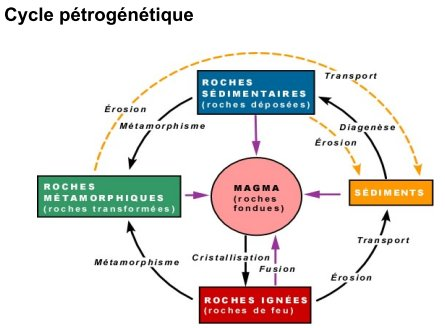 Cycle pétrogénétique
ROCHES
SÉDIMENTAIRES
(roches déposées)
Transport
Érosion
Métamorphisme
Diagenèse
Érosion
ROCHES
MÉTAMORPHIQUES
(roches transformées)
MAGMA
(roches
fondues)
SÉDIMENTS
Transport
Métamorphisme
Cristallisation
Fusion
Érosion
ROCHES IGNÉES
(roches de feu)